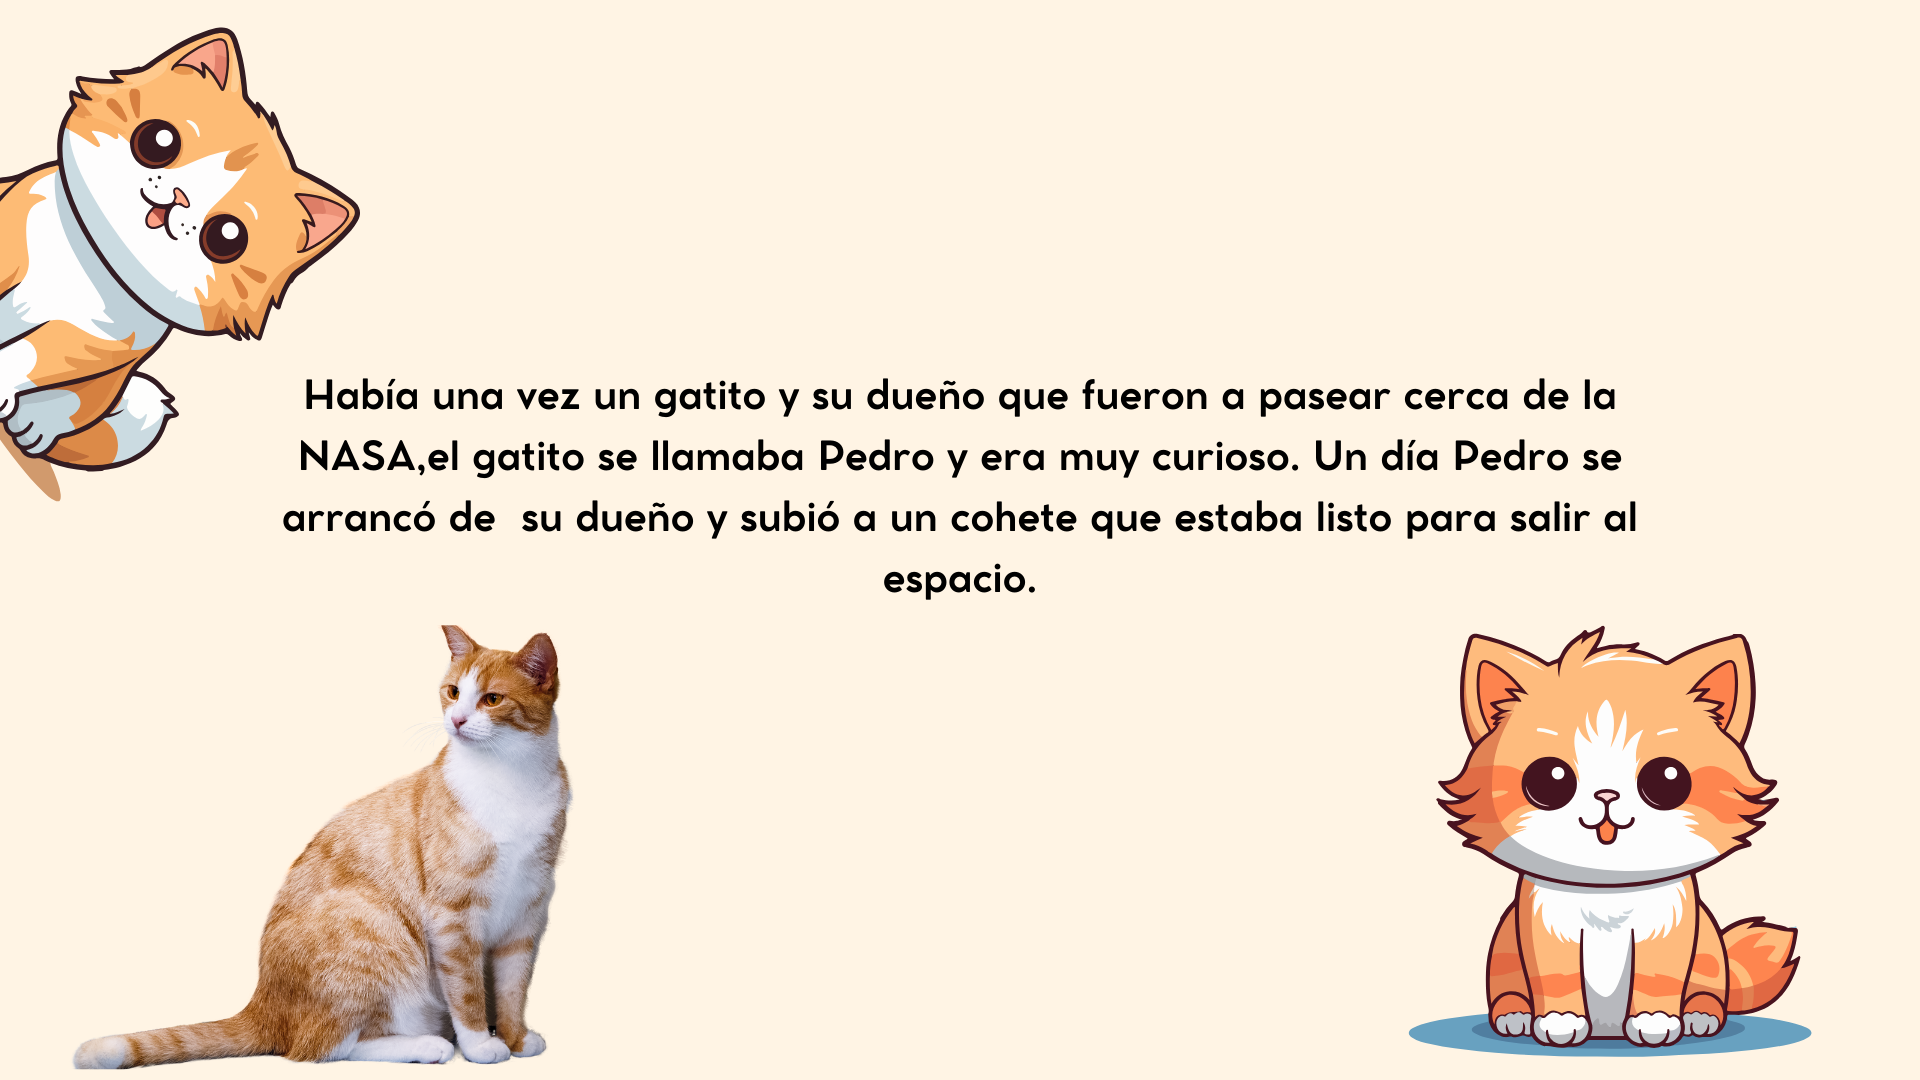 Había una vez un gatito y su dueño que fueron a pasear cerca de la
NASA,el gatito se llamaba Pedro y era muy curioso. Un día Pedro se
arrancó de  su dueño y subió a un cohete que estaba listo para salir al
espacio.